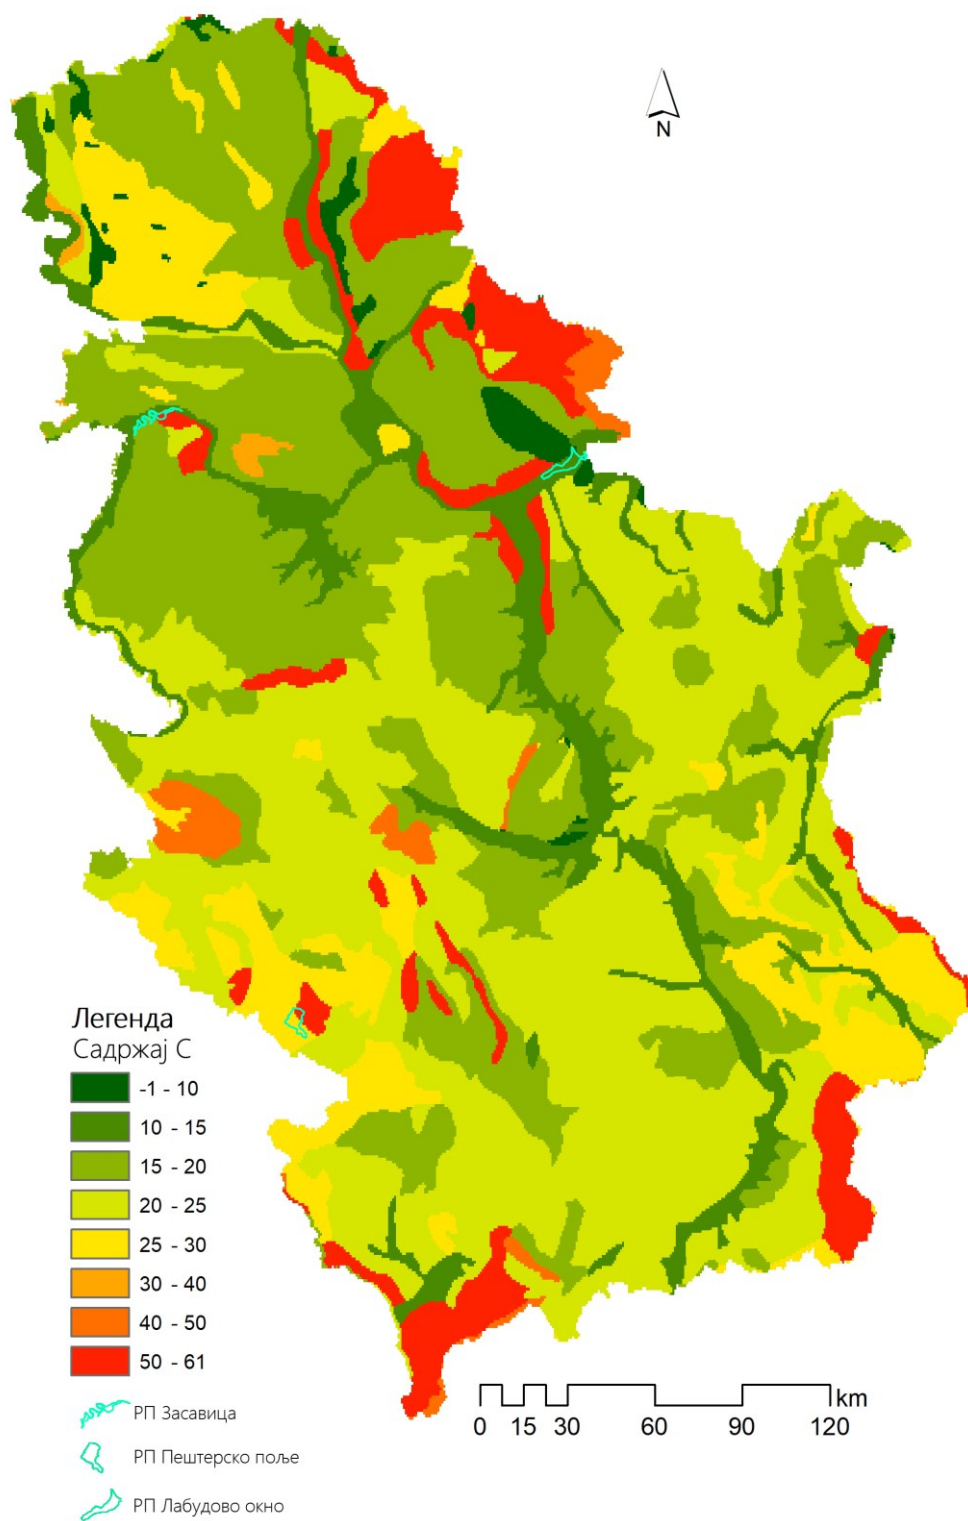 N
Легенда
Садржај С
-1 - 10
10 - 15
15 - 20
20 - 25
25 - 30
30 - 40
40 - 50
50 - 61
РП Засавица
РП Пештерско поље
РП Лабудово окно
km
0 15 30 60 90 120